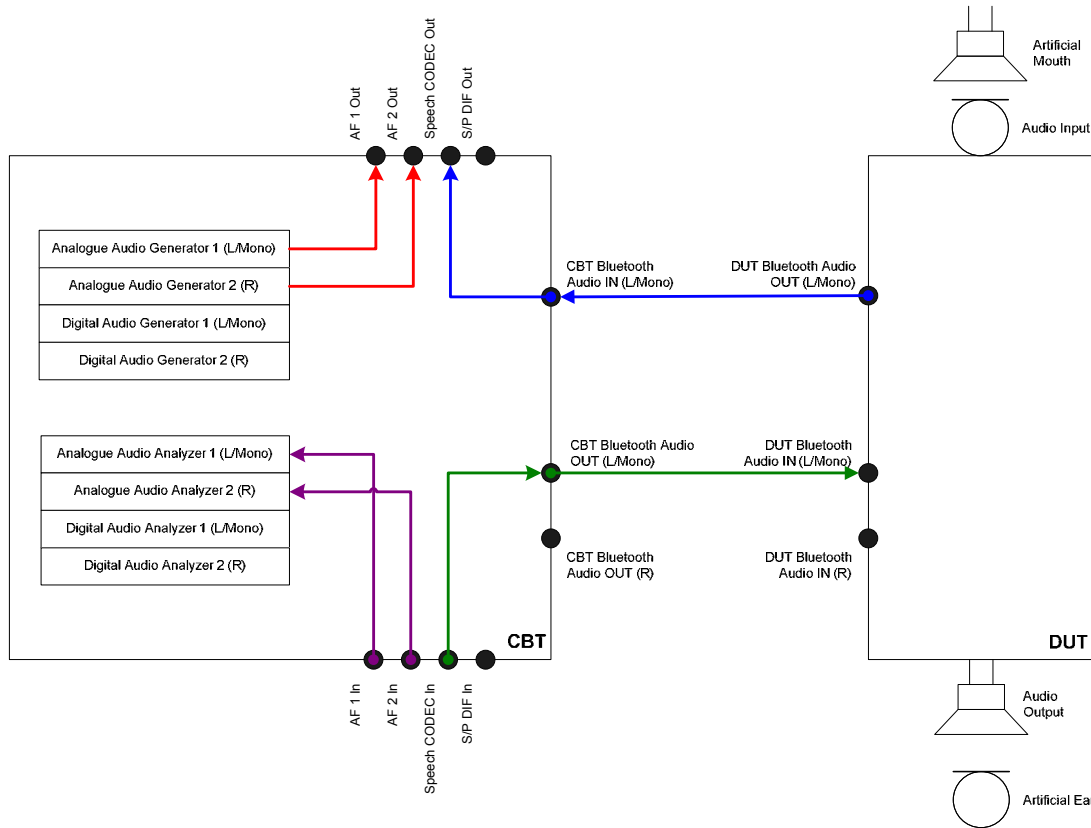 AF 1 Out
AF 2 Out
Speech CODEC Out
S/P DIF Out
Artificial
Mouth
Audio Input
Analogue Audio Generator 1 (L/Mono)
Analogue Audio Generator 2 (R)
Digital Audio Generator 1 (L/Mono)
Digital Audio Generator 2 (R)
CBT Bluetooth
Audio IN (L/Mono)
DUT Bluetooth Audio
OUT (L/Mono)
Analogue Audio Analyzer 1 (L/Mono)
Analogue Audio Analyzer 2 (R)
Digital Audio Analyzer 1 (L/Mono)
Digital Audio Analyzer 2 (R)
CBT Bluetooth Audio
OUT (L/Mono)
DUT Bluetooth
Audio IN (L/Mono)
CBT Bluetooth
Audio OUT (R)
DUT Bluetooth
Audio IN (R)
CBT
DUT
AF 1 In
AF 2 In
Speech CODEC In
S/P DIF In
Audio
Output
Artificial Ea